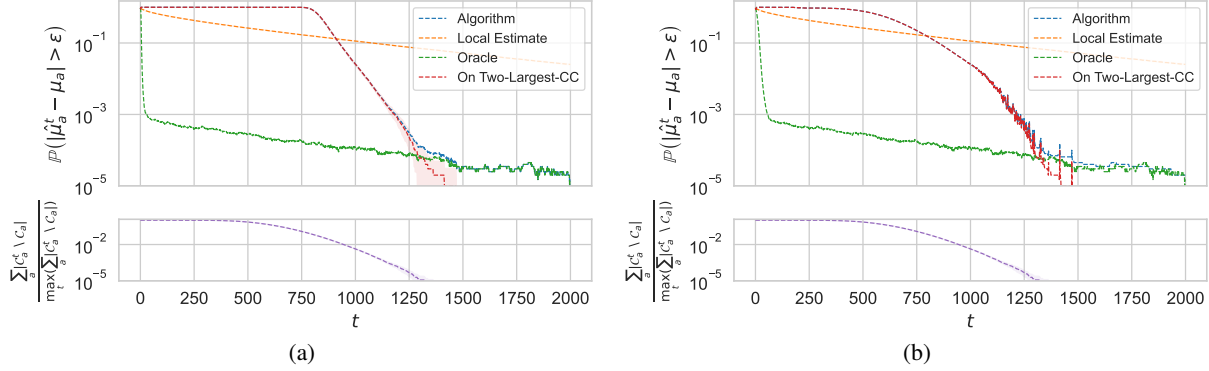 ℙ(|μ̂ₐᵗ − μₐ| > ε)
10⁻¹
10⁻³
10⁻⁵
Algorithm
Local Estimate
Oracle
On Two-Largest-CC
∑ₐ|𝒞ₐᵗ \ 𝒞ₐ|
maxₜ(∑ₐ|𝒞ₐᵗ \ 𝒞ₐ|)
10⁻²
10⁻⁵
0 250 500 750 1000 1250 1500 1750 2000
t
(a)
ℙ(|μ̂ₐᵗ − μₐ| > ε)
10⁻¹
10⁻³
10⁻⁵
Algorithm
Local Estimate
Oracle
On Two-Largest-CC
∑ₐ|𝒞ₐᵗ \ 𝒞ₐ|
maxₜ(∑ₐ|𝒞ₐᵗ \ 𝒞ₐ|)
10⁻²
10⁻⁵
0 250 500 750 1000 1250 1500 1750 2000
t
(b)